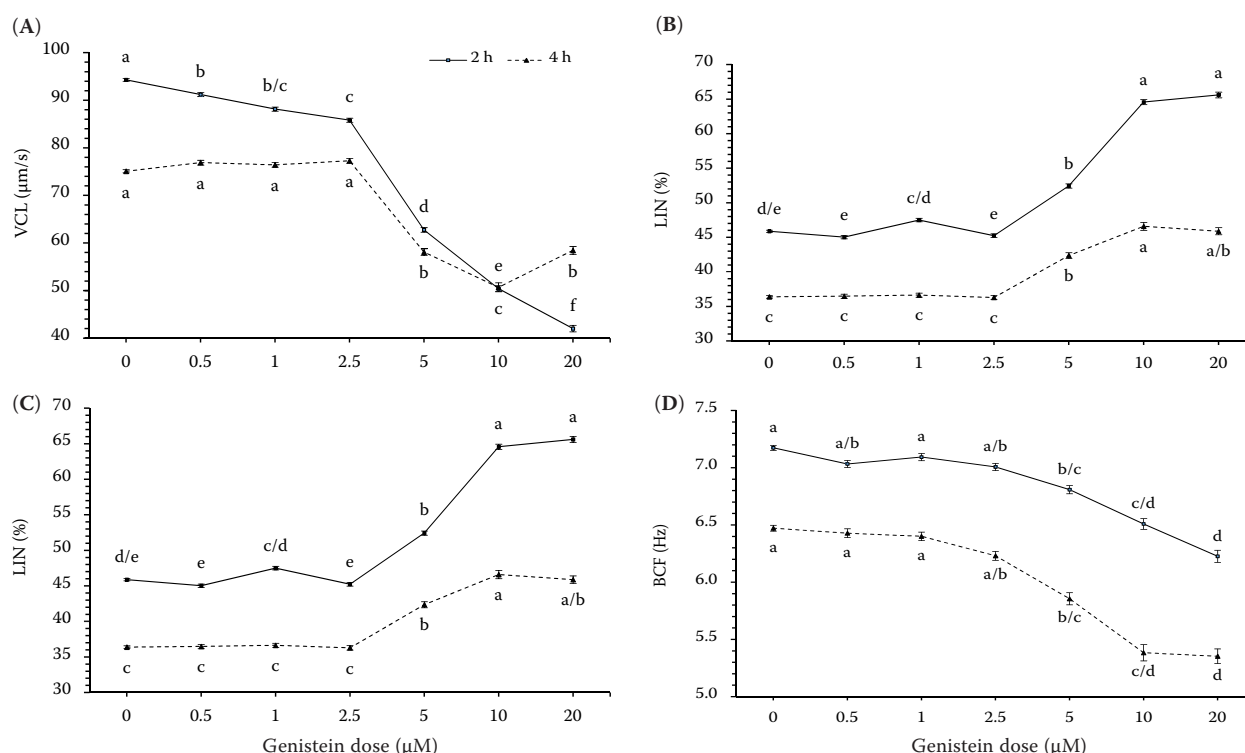 (A)
100
90
80
70
60
50
40
VCL (µm/s)
2 h
4 h
a
b
b/c
c
d
e
f
a
a
a
a
b
c
b
0 0.5 1 2.5 5 10 20
(B)
70
65
60
55
50
45
40
35
30
LIN (%)
d/e
e
c/d
e
b
a
a
c
c
c
c
b
a
a/b
0 0.5 1 2.5 5 10 20
(C)
70
65
60
55
50
45
40
35
30
LIN (%)
d/e
e
c/d
e
b
a
a
c
c
c
c
b
a
a/b
0 0.5 1 2.5 5 10 20
Genistein dose (µM)
(D)
7.5
7.0
6.5
6.0
5.5
5.0
BCF (Hz)
a
a/b
a
a/b
b/c
c/d
d
a
a
a
a/b
b/c
c/d
d
0 0.5 1 2.5 5 10 20
Genistein dose (µM)